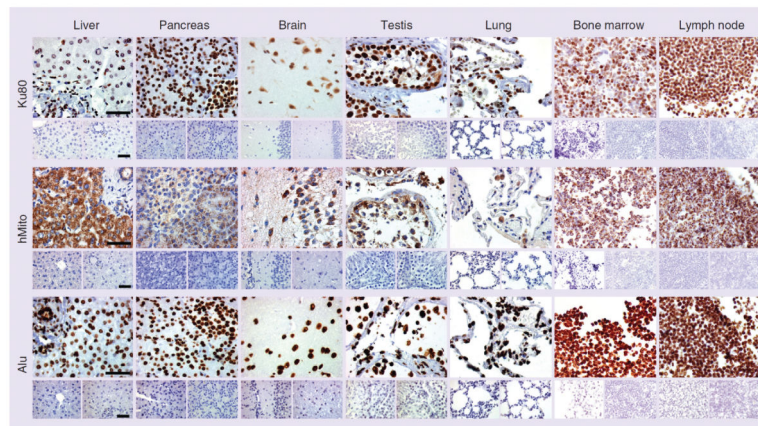 Liver Pancreas Brain Testis Lung Bone marrow Lymph node
Ku80
hMito
Alu